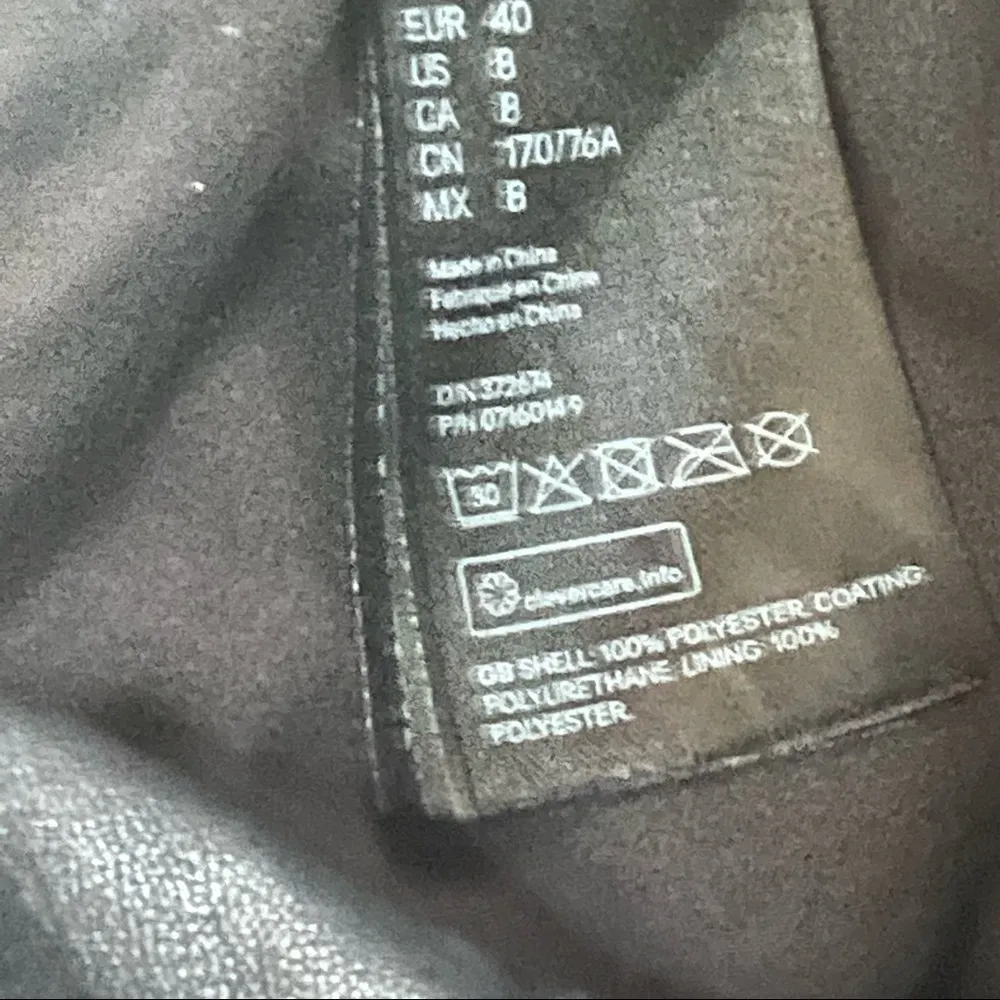 EUR 40
US 8
CA 8
CN 170/76A
MX 8
Made in China
Fabriqué en Chine
Hecho en China
P/N 0716014-9
30
clevercare.info
GB SHELL: 100% POLYESTER. COATING:
POLYURETHANE. LINING: 100%
POLYESTER.